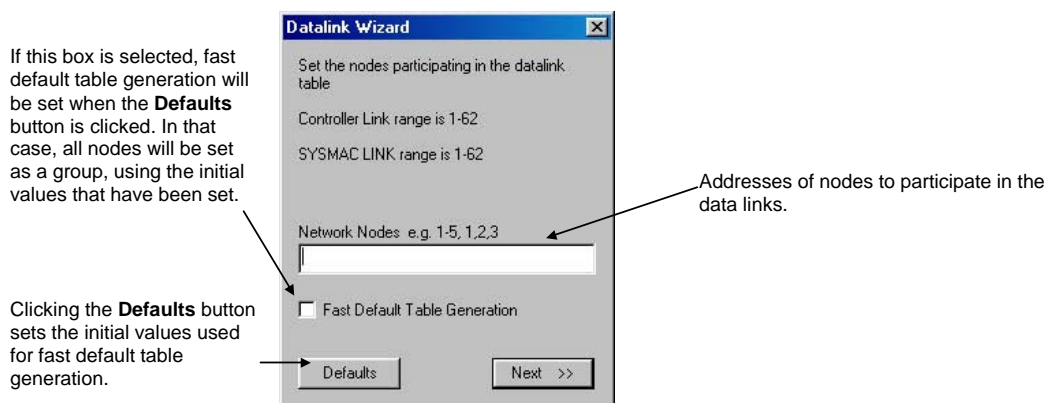 If this box is selected, fast
default table generation will
be set when the Defaults
button is clicked. In that
case, all nodes will be set
as a group, using the initial
values that have been set.
Clicking the Defaults button
sets the initial values used
for fast default table
generation.
Datalink Wizard
Set the nodes participating in the datalink
table
Controller Link range is 1-62
SYSMAC LINK range is 1-62
Network Nodes e.g. 1-5, 1,2,3
Fast Default Table Generation
Defaults
Next >>
Addresses of nodes to participate in the
data links.